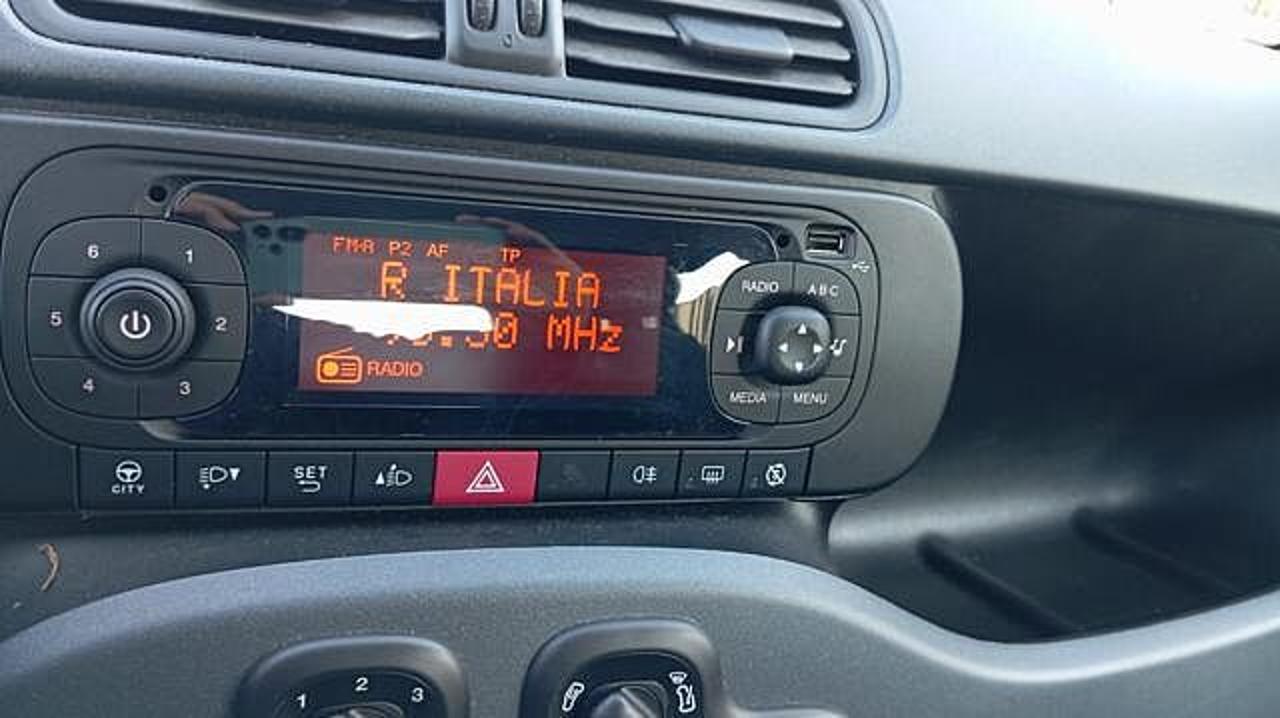 FM-R P2 AF TP
R ITALIA
MHz
RADIO
6
1
5
2
4
3
RADIO
ABC
MEDIA
MENU
CITY
SET
1
2
3